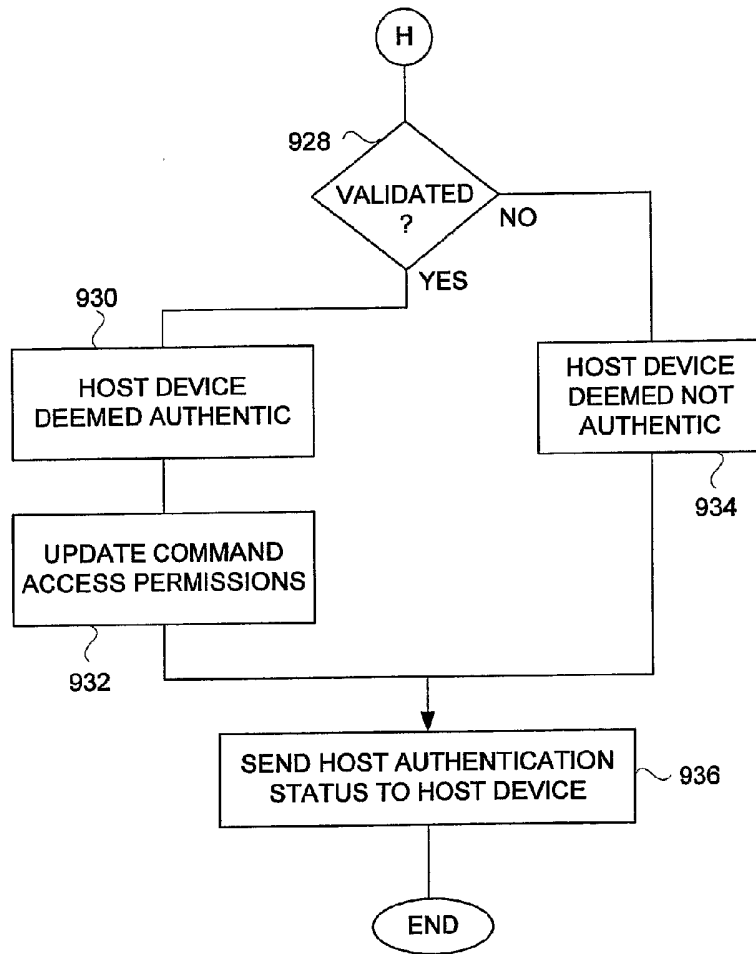 H
928
VALIDATED
?
NO
YES
930
HOST DEVICE
DEEMED AUTHENTIC
HOST DEVICE
DEEMED NOT
AUTHENTIC
934
UPDATE COMMAND
ACCESS PERMISSIONS
932
SEND HOST AUTHENTICATION
STATUS TO HOST DEVICE
936
END